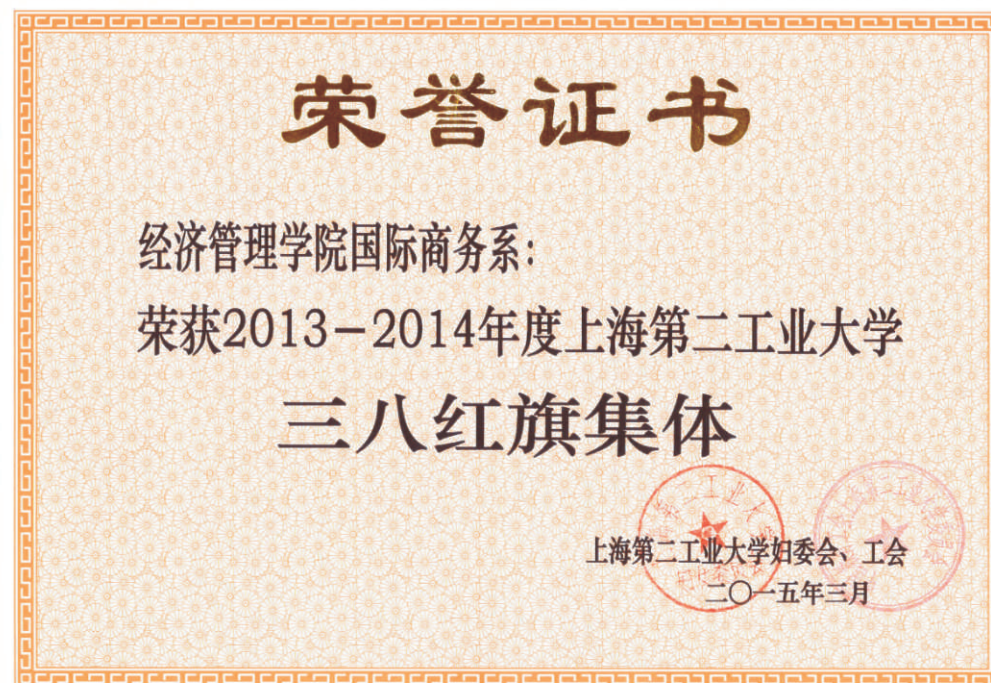 荣誉证书
经济管理学院国际商务系：
荣获2013－2014年度上海第二工业大学
三八红旗集体
上海第二工业大学妇委会、工会
二〇一五年三月